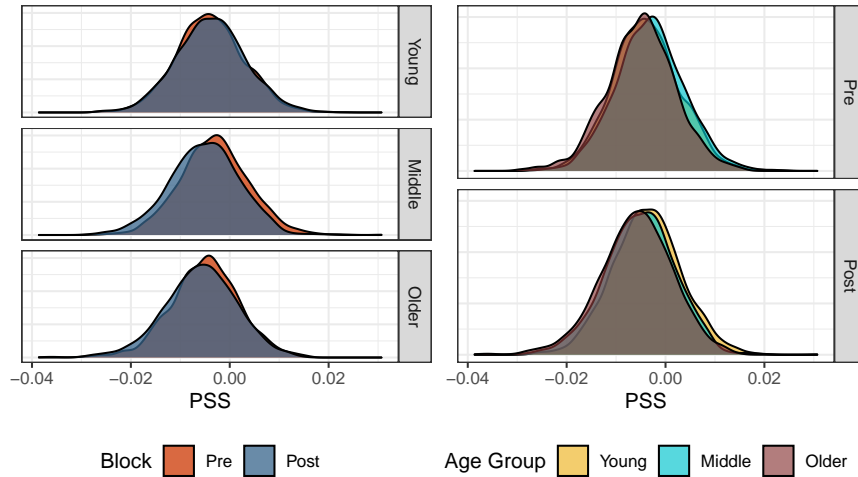 Young
Middle
Older
−0.04 −0.02 0.00 0.02
PSS
Block Pre Post
Pre
Post
−0.04 −0.02 0.00 0.02
PSS
Age Group Young Middle Older